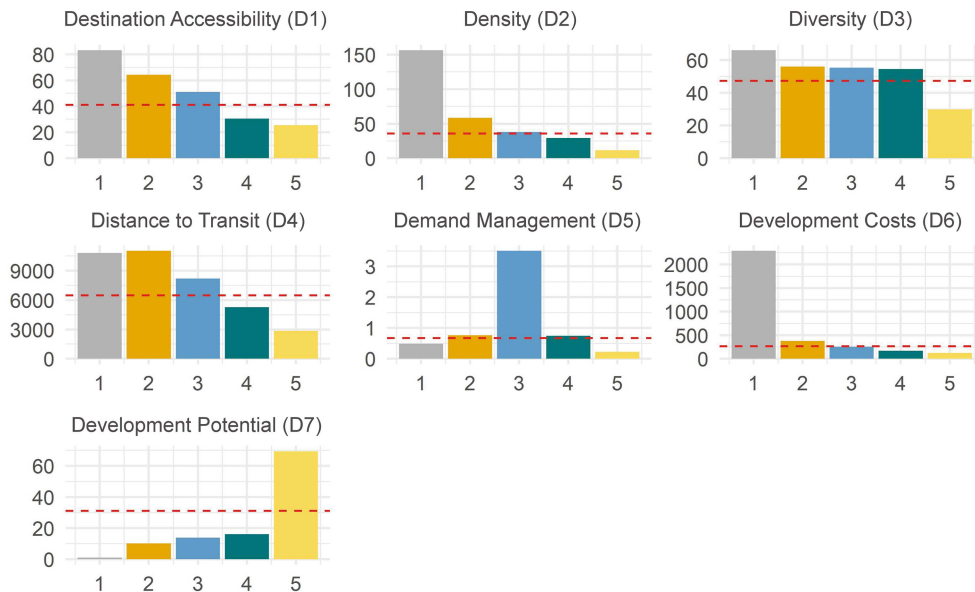 Destination Accessibility (D1)
80
60
40
20
0
1 2 3 4 5
Density (D2)
150
100
50
0
1 2 3 4 5
Diversity (D3)
60
40
20
0
1 2 3 4 5
Distance to Transit (D4)
9000
6000
3000
0
1 2 3 4 5
Demand Management (D5)
3
2
1
0
1 2 3 4 5
Development Costs (D6)
2000
1500
1000
500
0
1 2 3 4 5
Development Potential (D7)
60
40
20
0
1 2 3 4 5